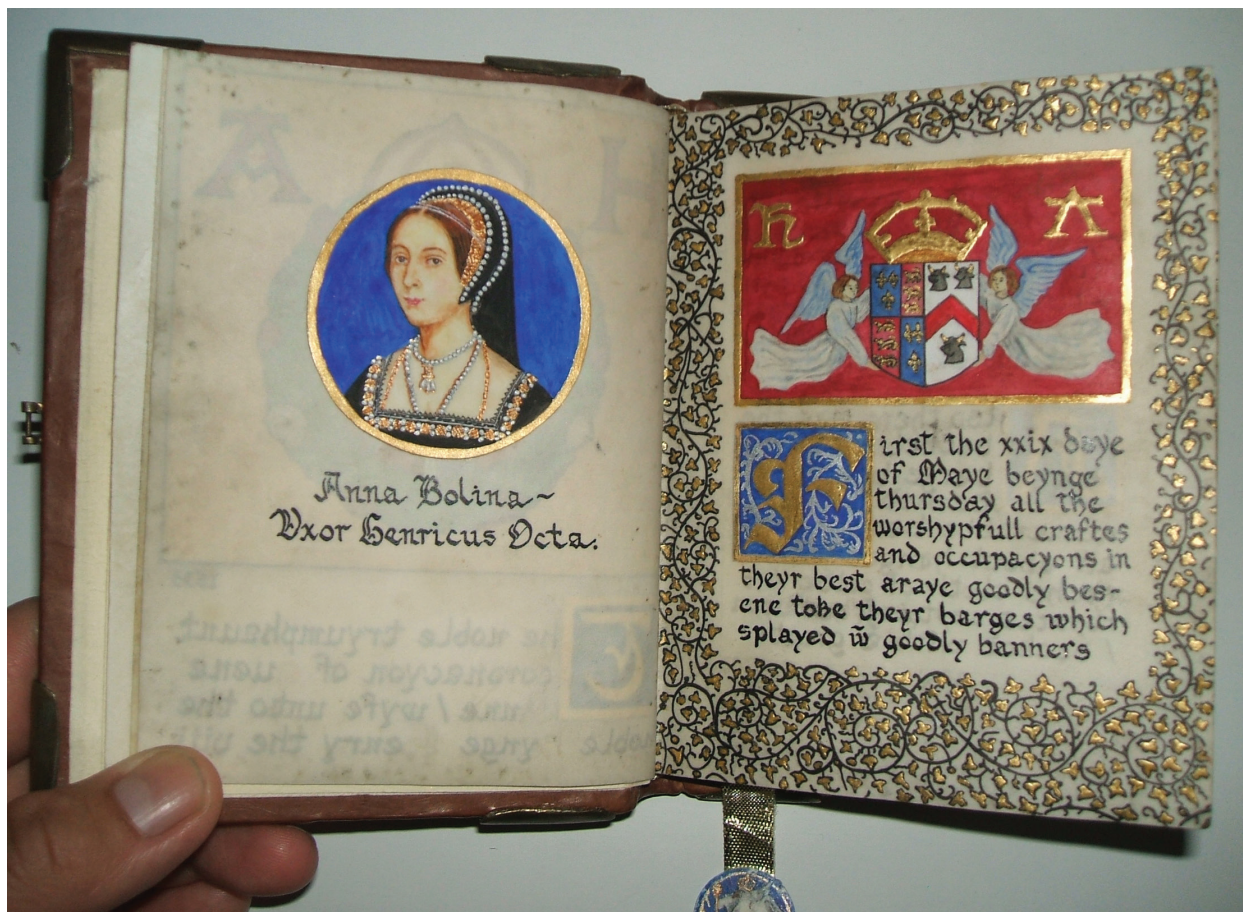 Anna Bolina~
Vxor Henricus Octa.
H A
First the xxix daye
of Maye beynge
thursday all the
worshypfull craftes
and occupacyons in
theyr best araye goodly bes-
ene toke theyr barges which
splayed w̃ goodly banners